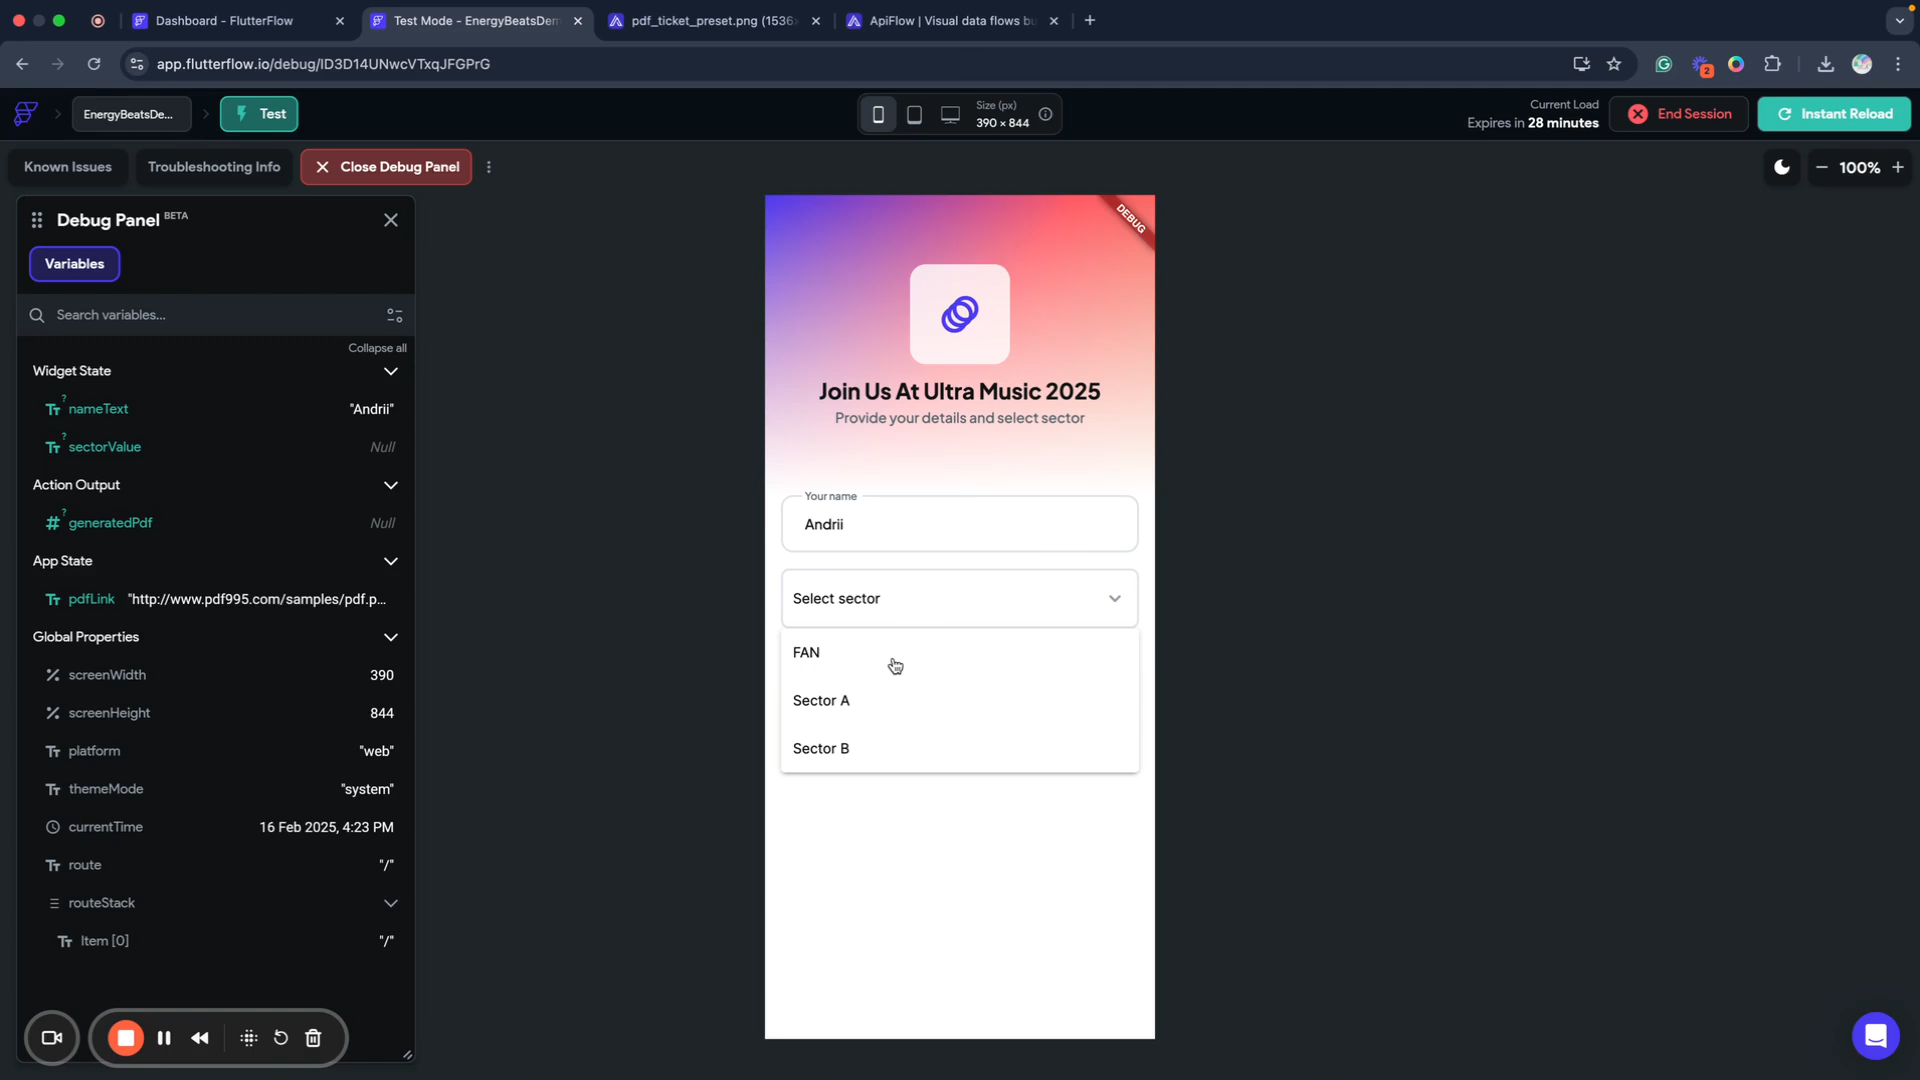 Dashboard - FlutterFlow
Test Mode - EnergyBeatsDem
pdf_ticket_preset.png (1536×
ApiFlow | Visual data flows bu
app.flutterflow.io/debug/ID3D14UNwcVTxqJFGPrG
2
EnergyBeatsDe...
Test
Size (px)
390 × 844
Current Load
Expires in 28 minutes
End Session
Instant Reload
Known Issues
Troubleshooting Info
Close Debug Panel
100%
Debug Panel BETA
Variables
Search variables...
Collapse all
Widget State
nameText "Andrii"
sectorValue Null
Action Output
generatedPdf Null
App State
pdfLink "http://www.pdf995.com/samples/pdf.p...
Global Properties
screenWidth 390
screenHeight 844
platform "web"
themeMode "system"
currentTime 16 Feb 2025, 4:23 PM
route "/"
routeStack
Item [0] "/"
DEBUG
Join Us At Ultra Music 2025
Provide your details and select sector
Your name
Andrii
Select sector
FAN
Sector A
Sector B